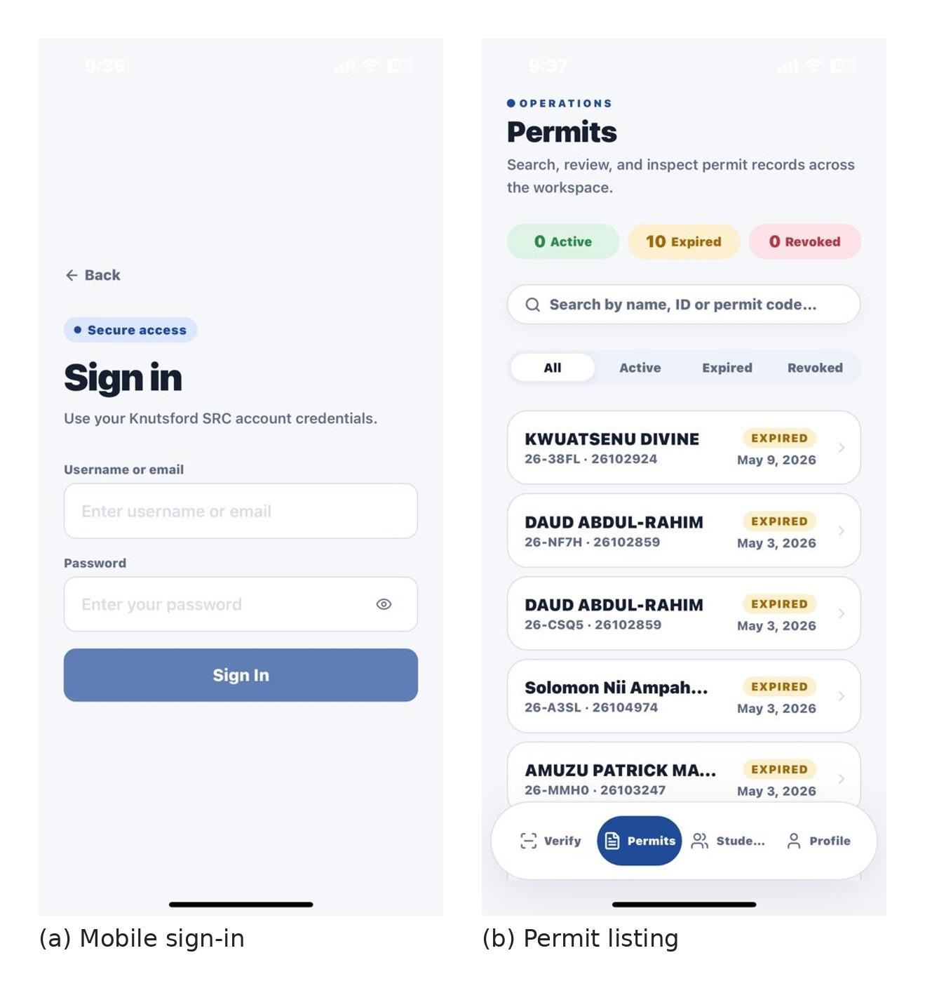 9:36
← Back
Secure access
Sign in
Use your Knutsford SRC account credentials.
Username or email
Enter username or email
Password
Enter your password
Sign In
(a) Mobile sign-in
9:37
OPERATIONS
Permits
Search, review, and inspect permit records across
the workspace.
0 Active 10 Expired 0 Revoked
Search by name, ID or permit code...
All Active Expired Revoked
KWUATSENU DIVINE EXPIRED
26-38FL · 26102924 May 9, 2026
DAUD ABDUL-RAHIM EXPIRED
26-NF7H · 26102859 May 3, 2026
DAUD ABDUL-RAHIM EXPIRED
26-CSQ5 · 26102859 May 3, 2026
Solomon Nii Ampah... EXPIRED
26-A3SL · 26104974 May 3, 2026
AMUZU PATRICK MA... EXPIRED
26-MMH0 · 26103247 May 3, 2026
Verify Permits Stude... Profile
(b) Permit listing